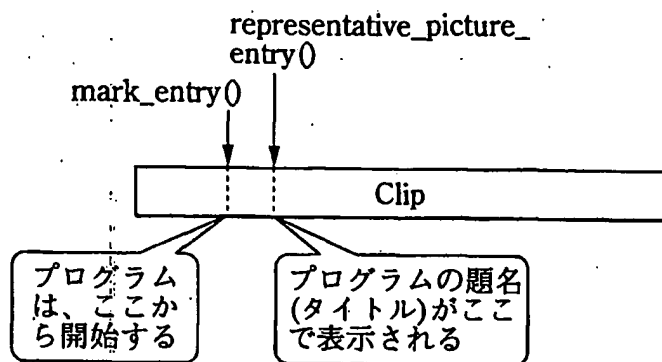 representative_picture_
entry()
mark_entry()
Clip
プログラム
は、ここか
ら開始する
プログラムの題名
(タイトル)がここ
で表示される